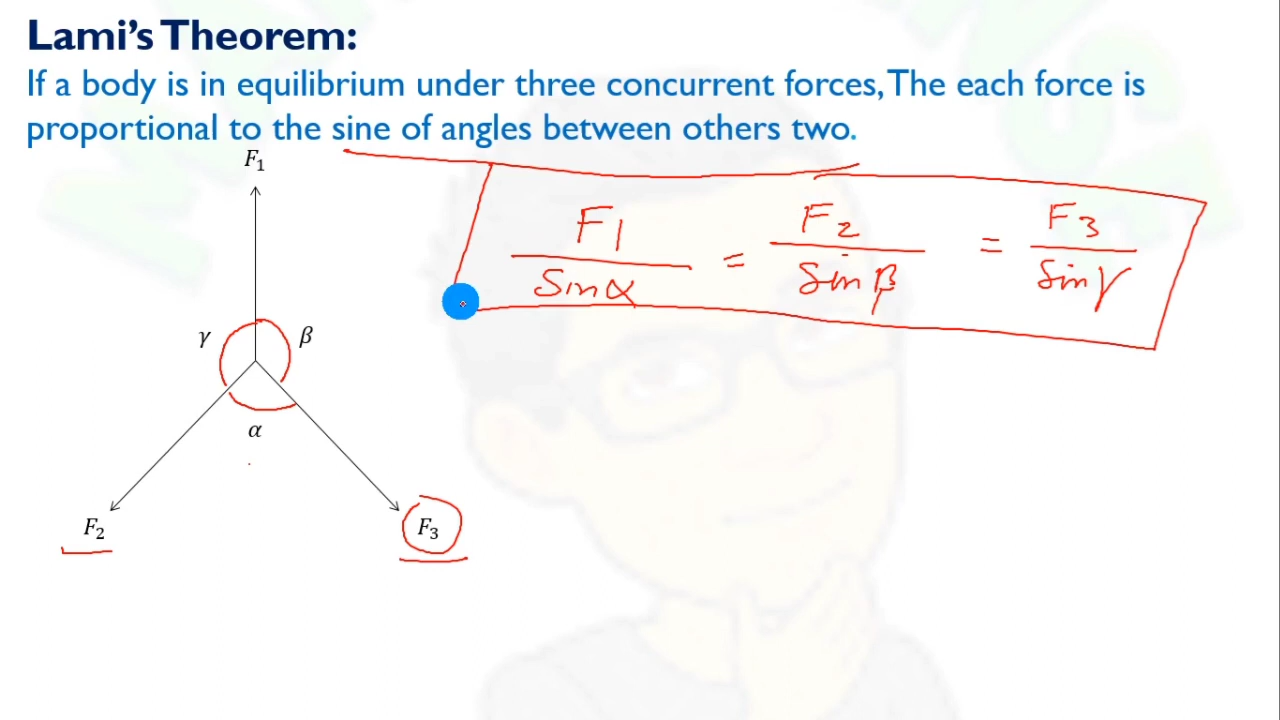 Lami's Theorem:
If a body is in equilibrium under three concurrent forces, The each force is
proportional to the sine of angles between others two.
F₁
F₁/Sinα = F₂/Sinβ = F₃/Sinγ
γ β
α
F₂ F₃